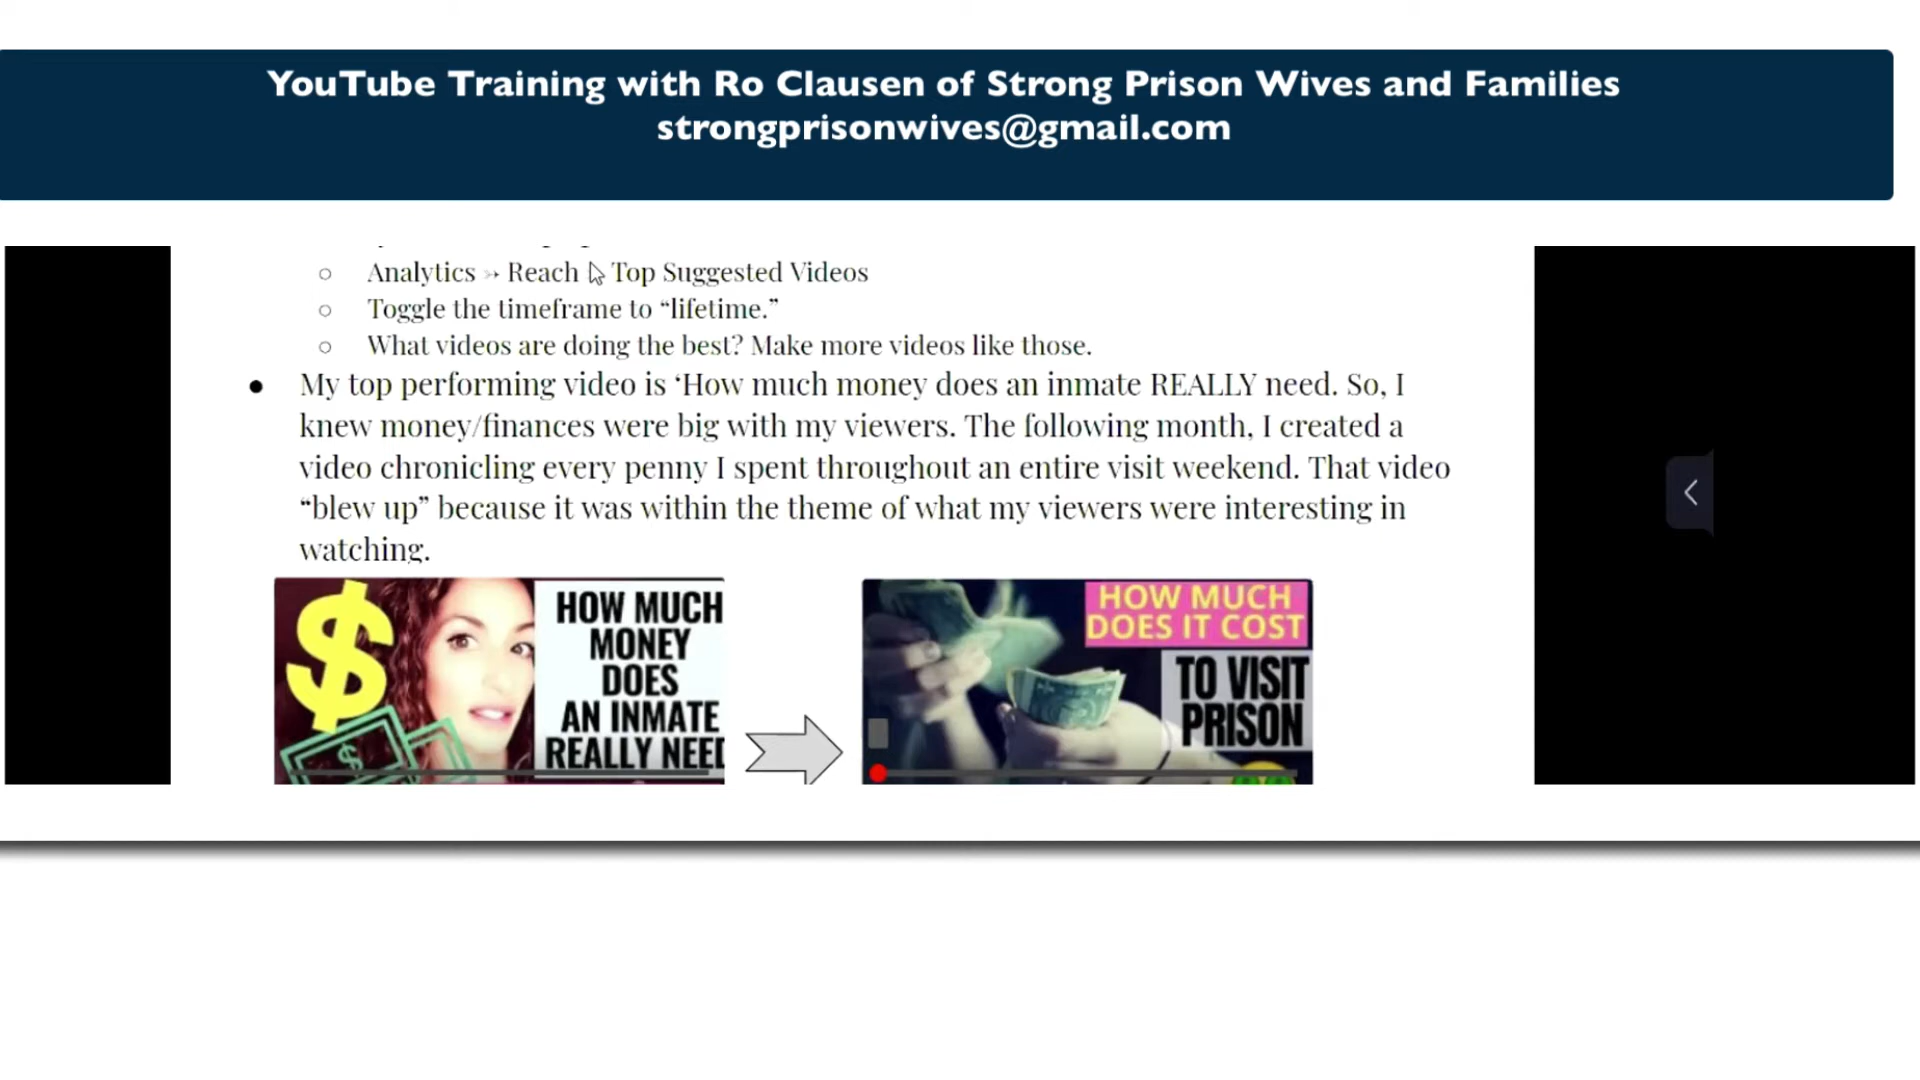 YouTube Training with Ro Clausen of Strong Prison Wives and Families
strongprisonwives@gmail.com
○ Analytics ➳ Reach Top Suggested Videos
○ Toggle the timeframe to “lifetime.”
○ What videos are doing the best? Make more videos like those.
● My top performing video is ‘How much money does an inmate REALLY need. So, I
knew money/finances were big with my viewers. The following month, I created a
video chronicling every penny I spent throughout an entire visit weekend. That video
“blew up” because it was within the theme of what my viewers were interesting in
watching.
HOW MUCH
MONEY
DOES
AN INMATE
REALLY NEED
HOW MUCH
DOES IT COST
TO VISIT
PRISON